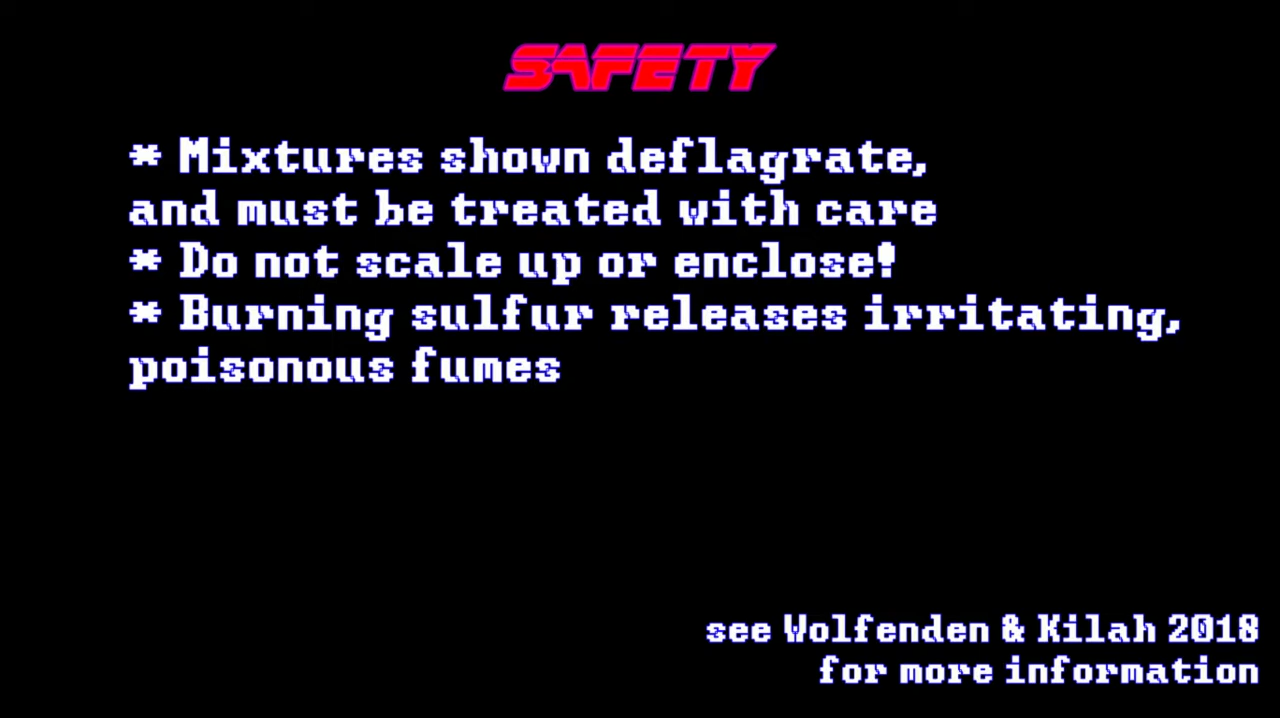 SAFETY
* Mixtures shown deflagrate,
and must be treated with care
* Do not scale up or enclose!
* Burning sulfur releases irritating,
poisonous fumes
see Wolfenden & Kilah 2018
for more information